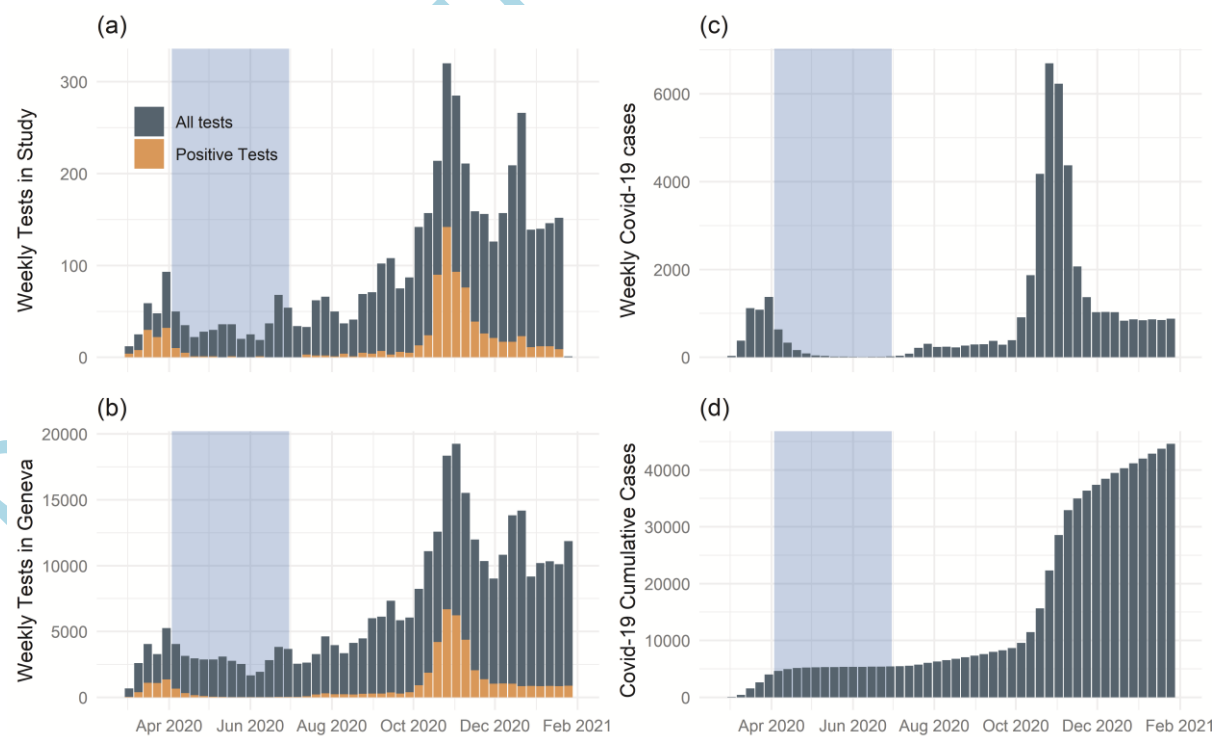 (a)
Weekly Tests in Study
300
200
100
0
All tests
Positive Tests
(c)
Weekly Covid-19 cases
6000
4000
2000
0
(b)
Weekly Tests in Geneva
20000
15000
10000
5000
0
Apr 2020 Jun 2020 Aug 2020 Oct 2020 Dec 2020 Feb 2021
(d)
Covid-19 Cumulative Cases
40000
30000
20000
10000
0
Apr 2020 Jun 2020 Aug 2020 Oct 2020 Dec 2020 Feb 2021